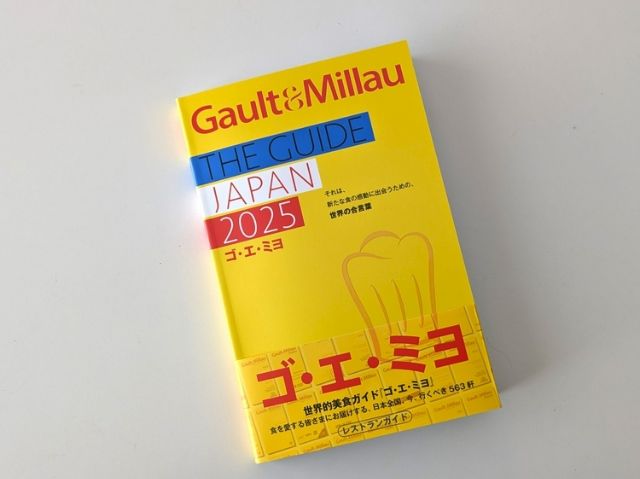 Gault&Millau
THE GUIDE
JAPAN
2025
ゴ・エ・ミヨ
それは、
新たな食の感動に出会うための、
世界の合言葉
ゴ・エ・ミヨ
世界的美食ガイド「ゴ・エ・ミヨ」
食を愛する皆さまにお届けする、日本全国、今、行くべき563軒
レストランガイド